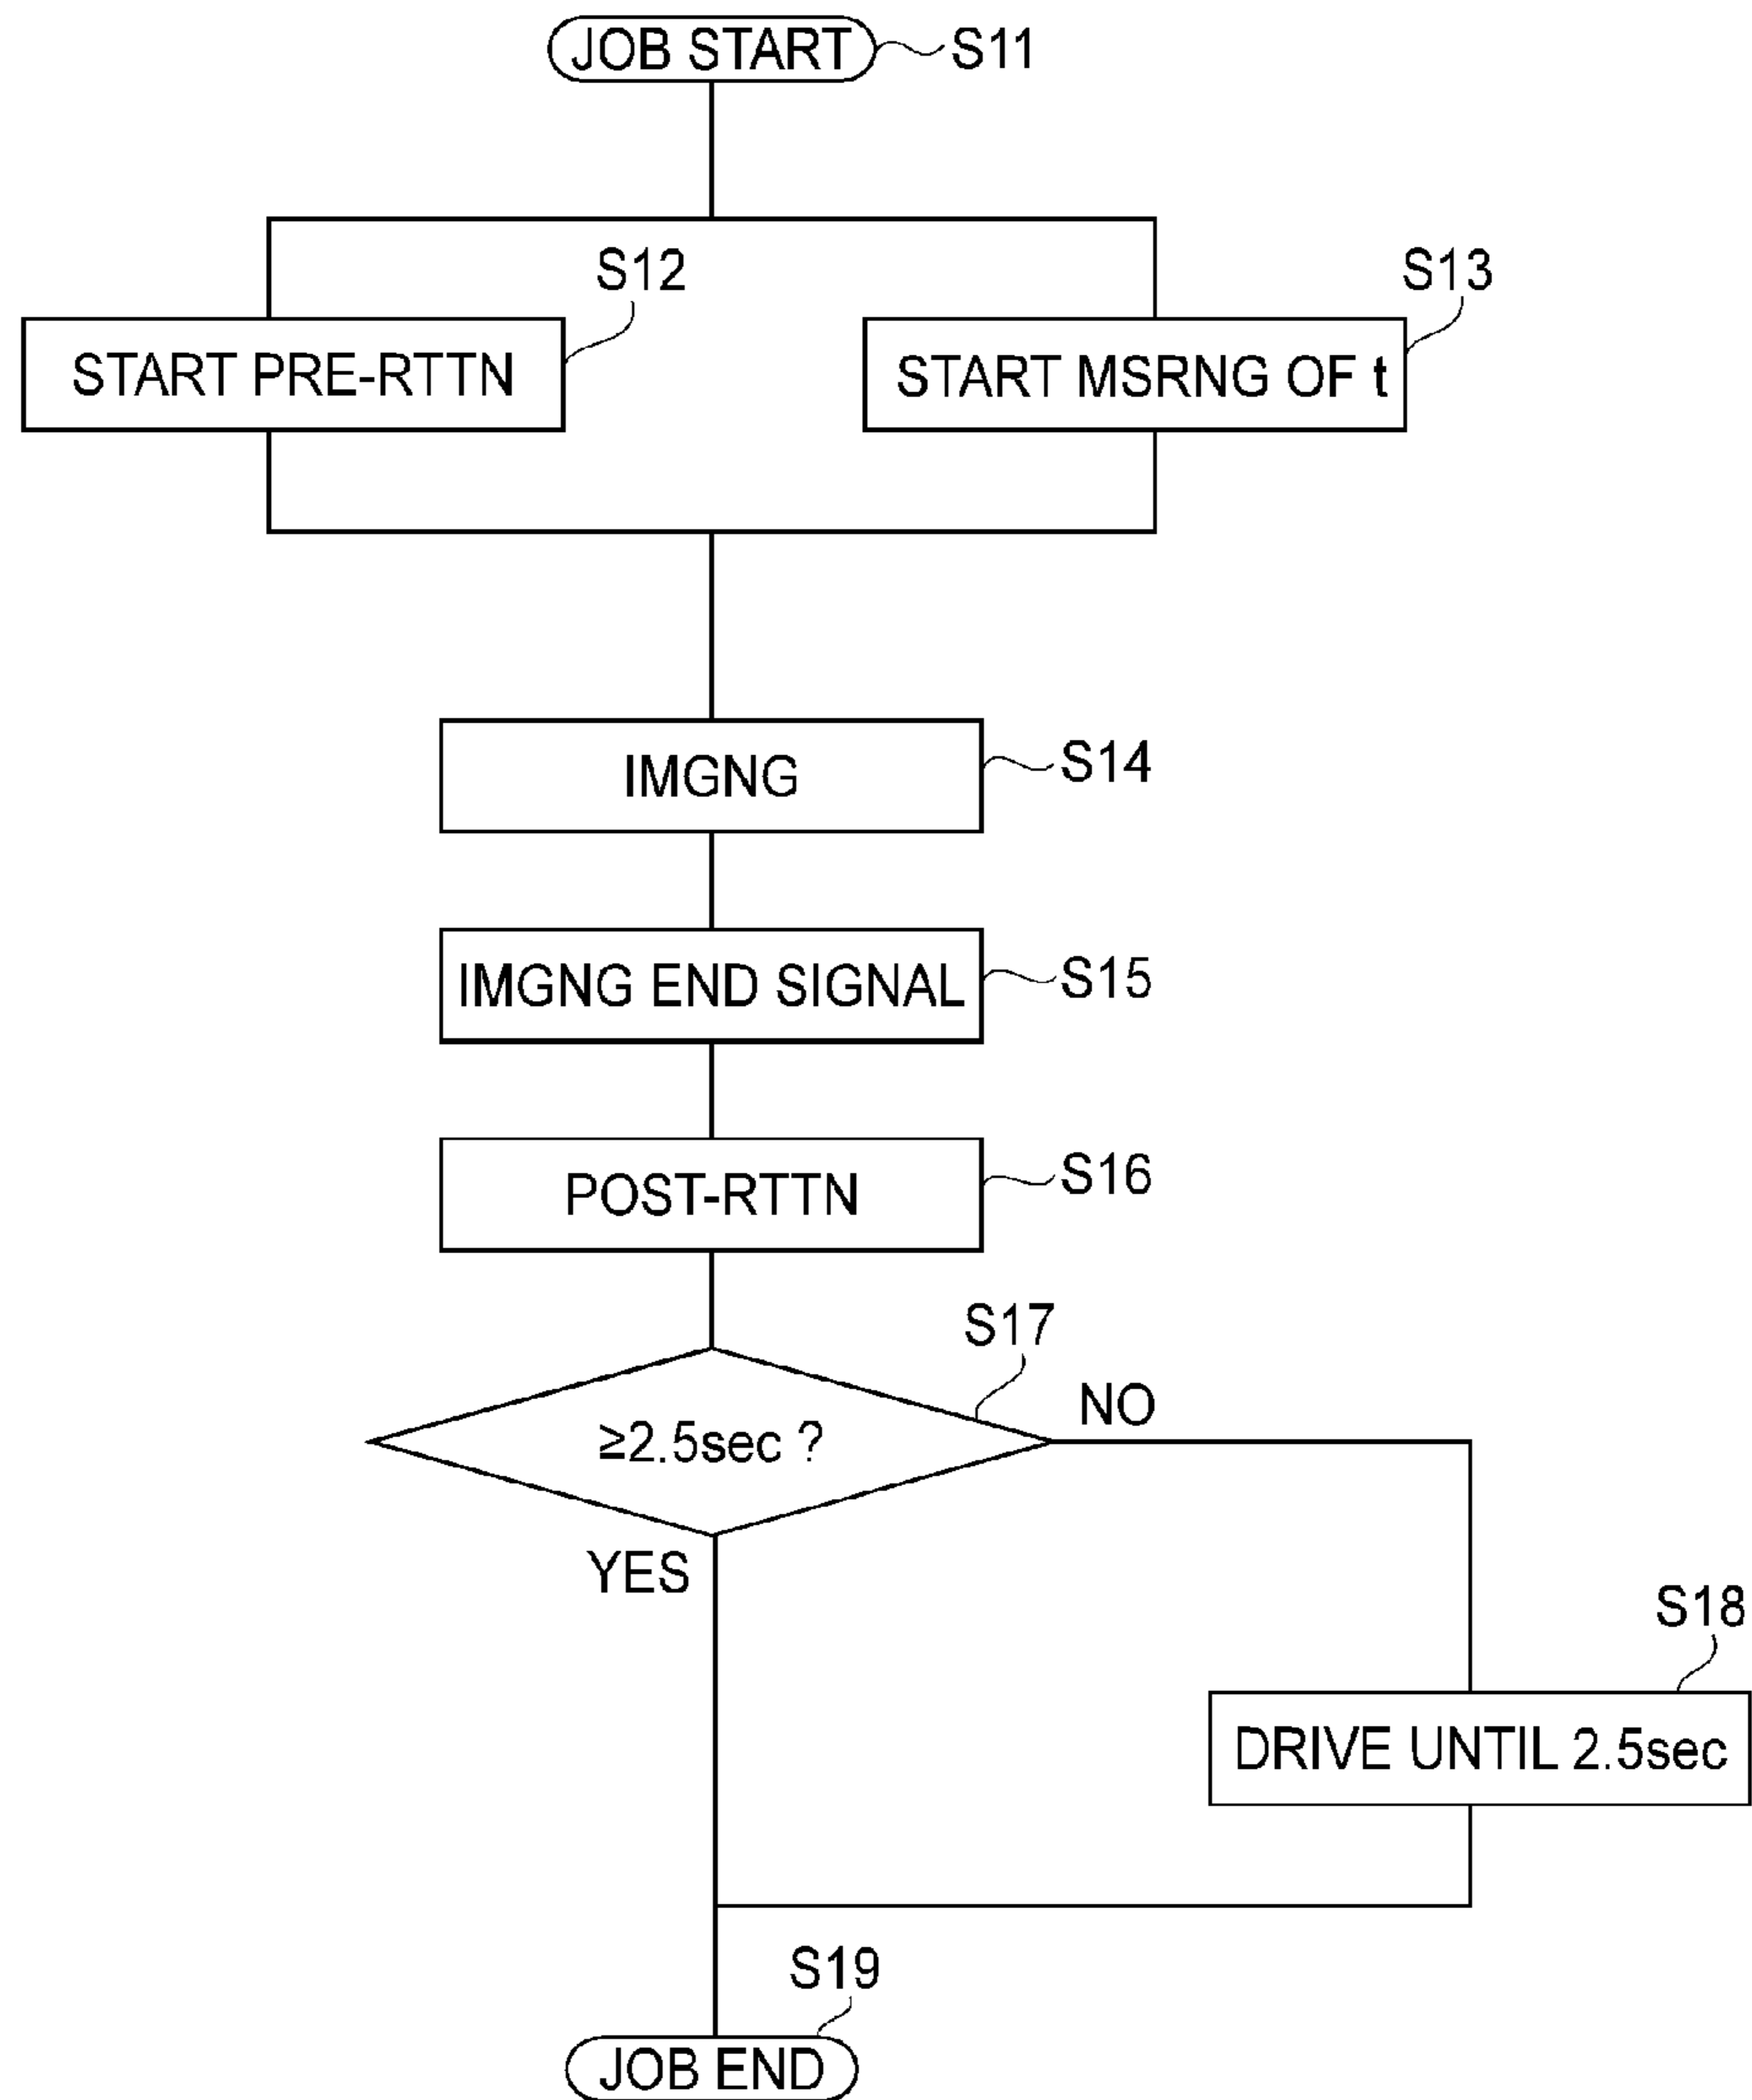 JOB START
S11
S12
S13
START PRE-RTTN
START MSRNG OF t
IMGNG
S14
IMGNG END SIGNAL
S15
POST-RTTN
S16
S17
NO
≥2.5sec ?
YES
S18
DRIVE UNTIL 2.5sec
S19
JOB END